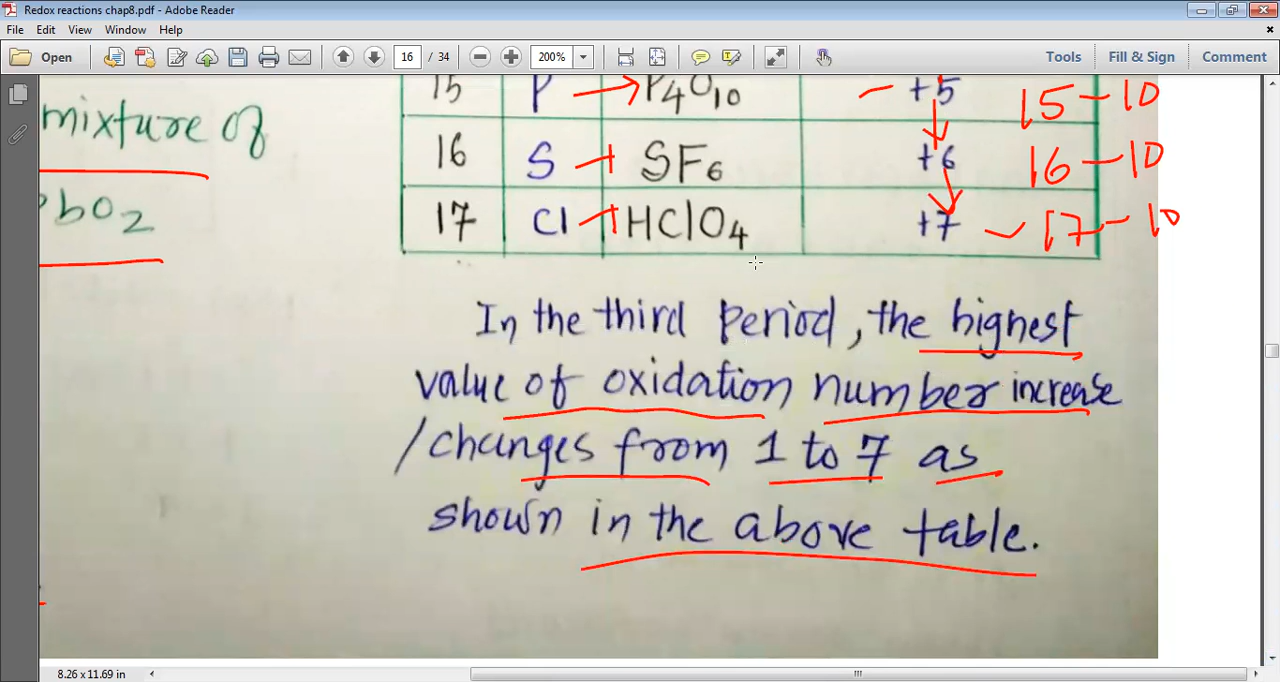 Redox reactions chap8.pdf - Adobe Reader
File Edit View Window Help
Open 16 / 34 200% Tools Fill & Sign Comment
mixture of
PbO2
15 P → P4O10 - +5 15-10
16 S SF6 +6 16-10
17 Cl HClO4 +7 - 17-10
In the third period, the highest
value of oxidation number increase
/changes from 1 to 7 as
shown in the above table.
8.26 x 11.69 in